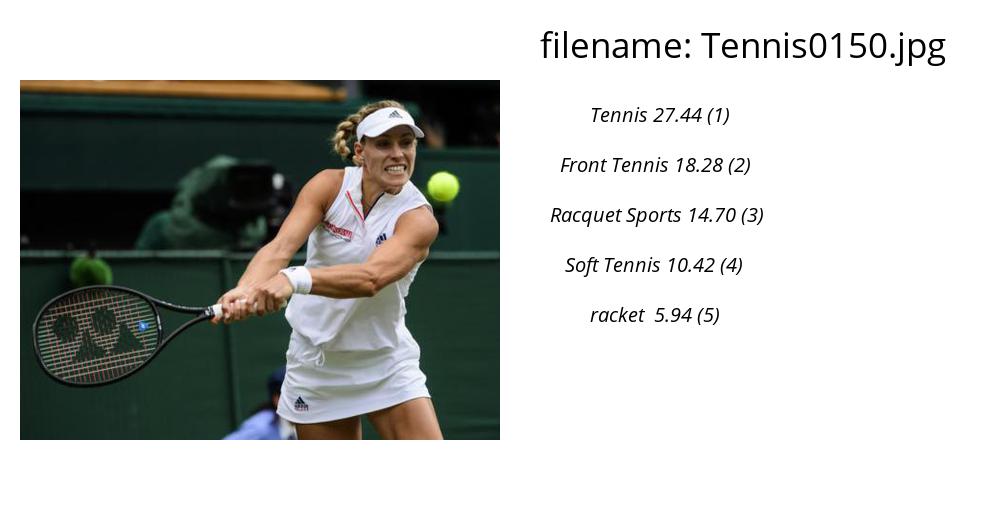 filename: Tennis0150.jpg
Tennis 27.44 (1)
Front Tennis 18.28 (2)
Racquet Sports 14.70 (3)
Soft Tennis 10.42 (4)
racket  5.94 (5)